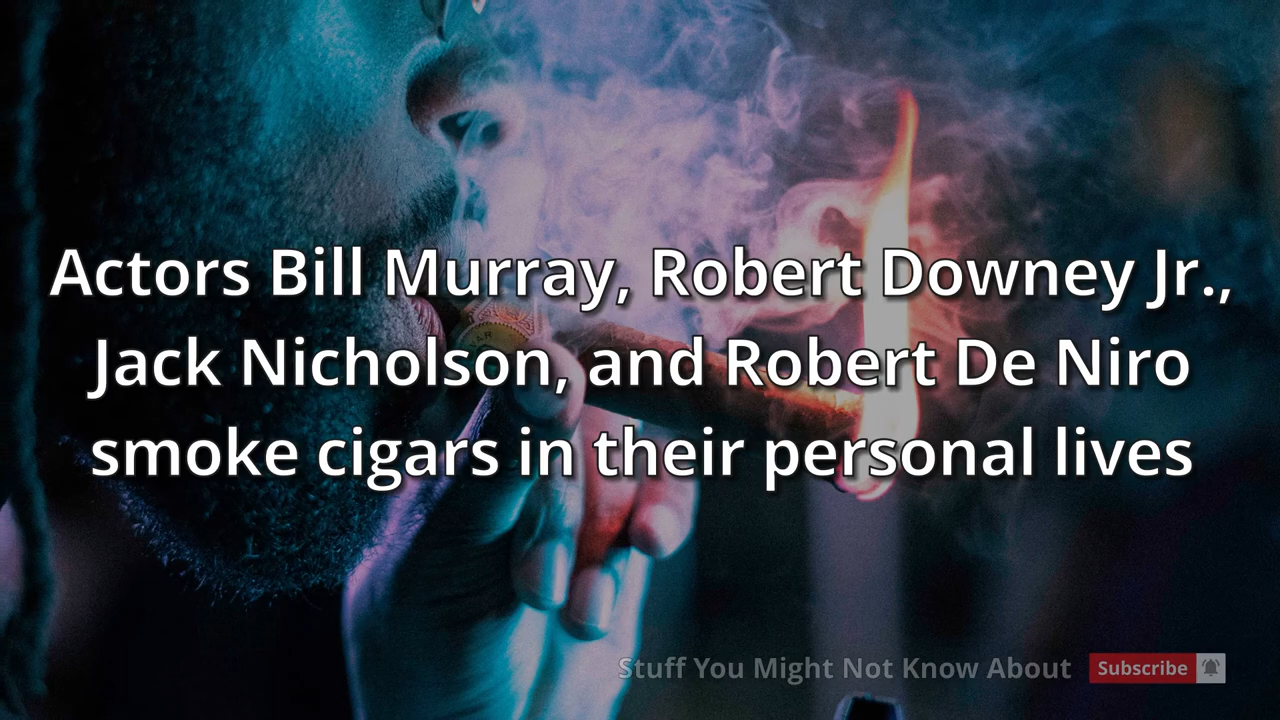 Actors Bill Murray, Robert Downey Jr.,
Jack Nicholson, and Robert De Niro
smoke cigars in their personal lives
Stuff You Might Not Know About
Subscribe